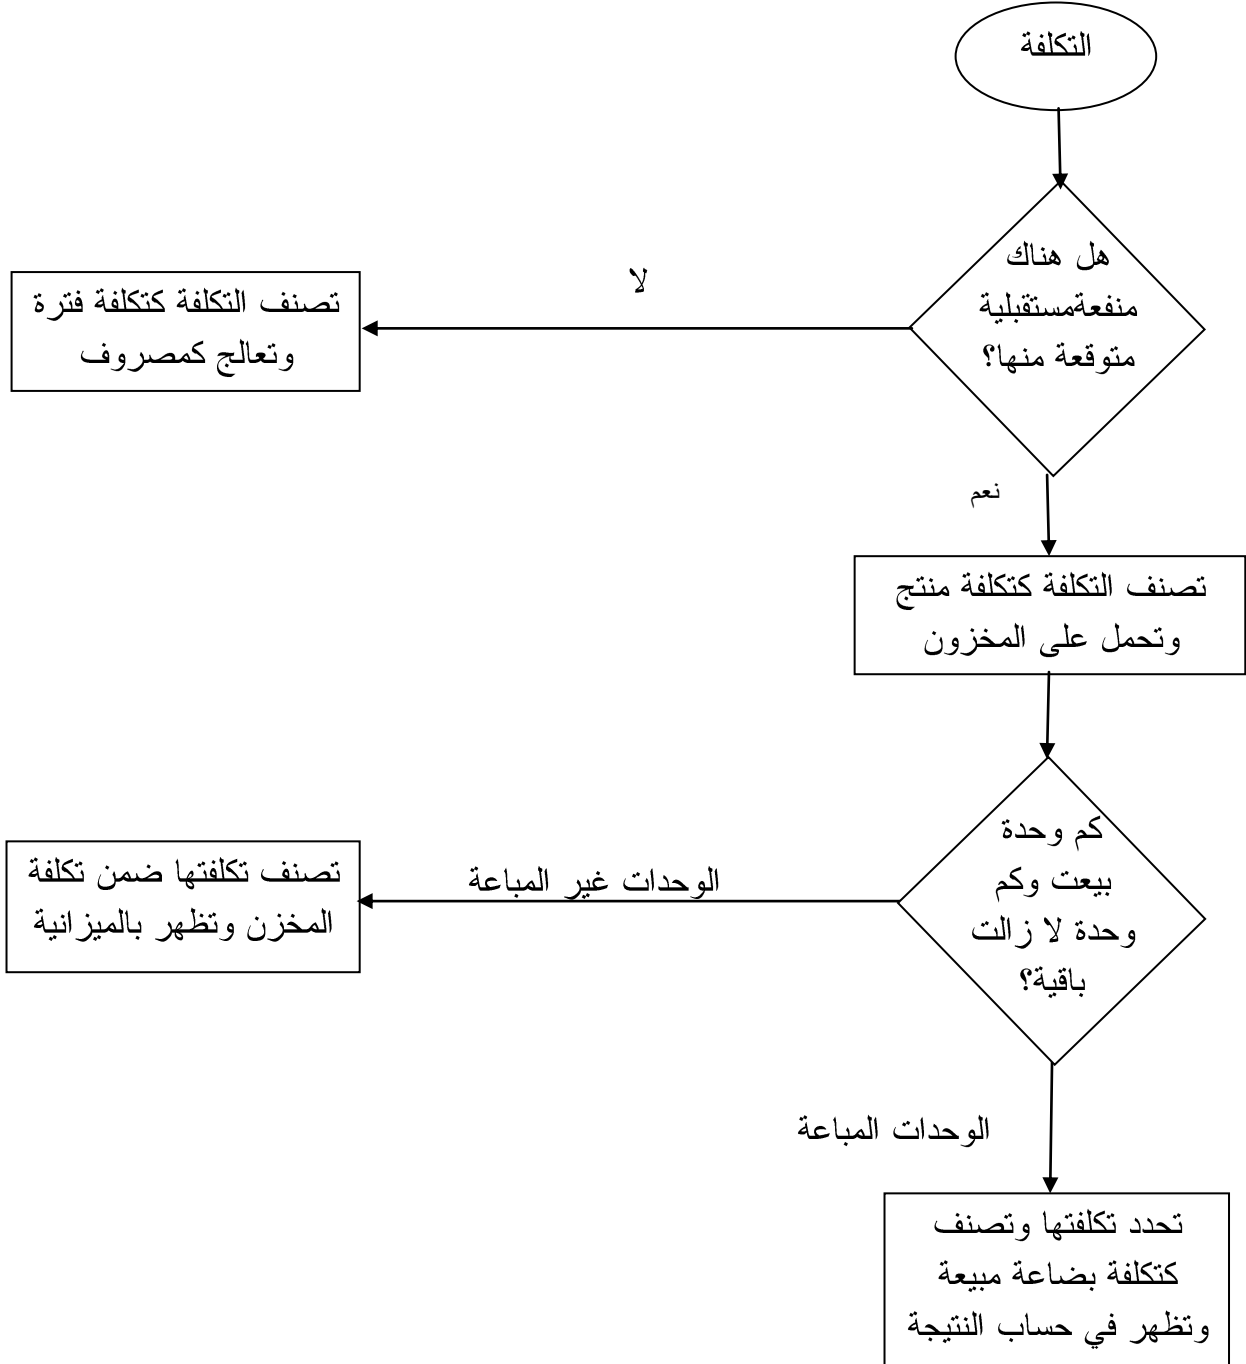 التكلفة
هل هناك
منفعةمستقبلية
متوقعة منها؟
لا
تصنف التكلفة كتكلفة فترة
وتعالج كمصروف
نعم
تصنف التكلفة كتكلفة منتج
وتحمل على المخزون
كم وحدة
بيعت وكم
وحدة لا زالت
باقية؟
الوحدات غير المباعة
تصنف تكلفتها ضمن تكلفة
المخزن وتظهر بالميزانية
الوحدات المباعة
تحدد تكلفتها وتصنف
كتكلفة بضاعة مبيعة
وتظهر في حساب النتيجة